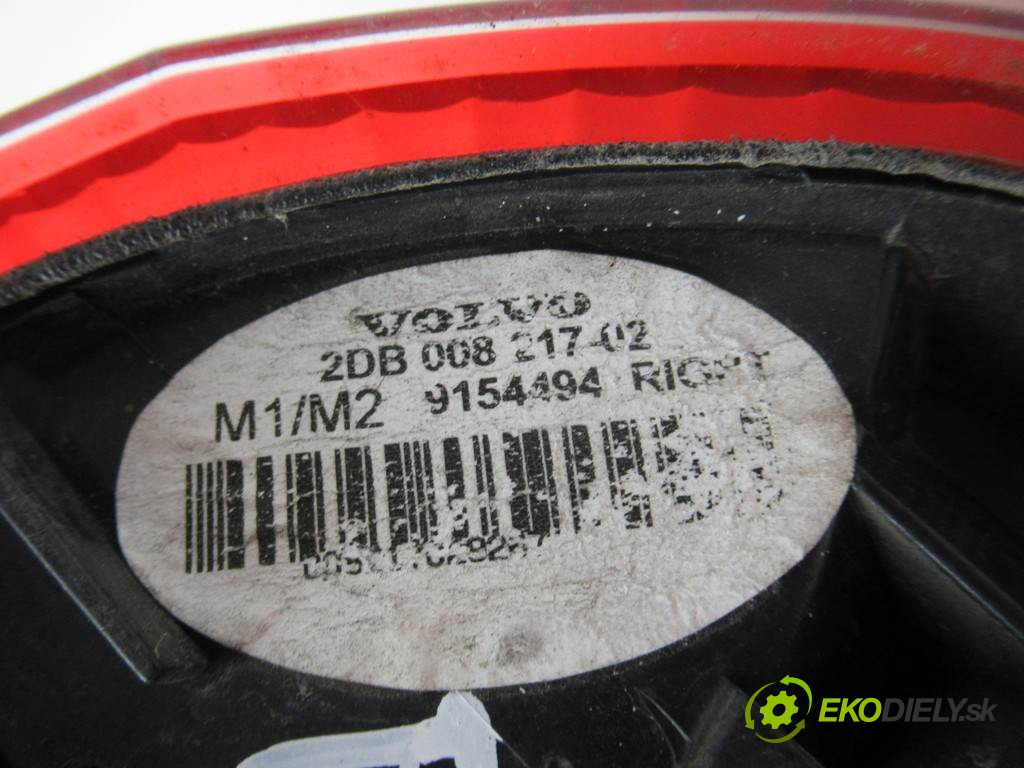 VOLVO
2DB 008 217-02
M1/M2 9154494 RIGHT
EKODIELY.sk